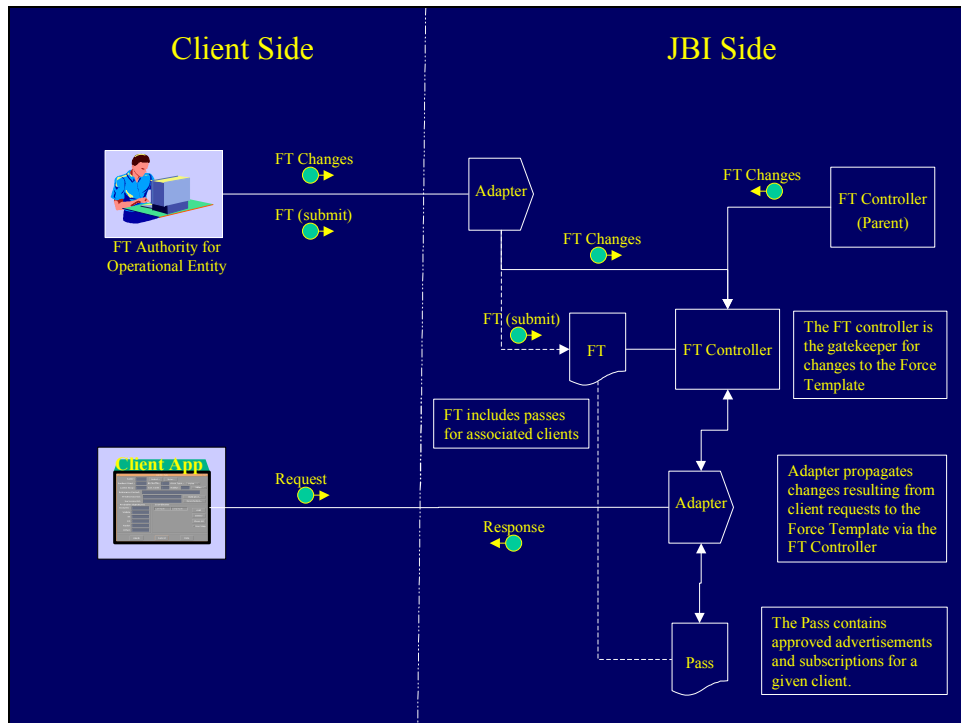 Client Side
JBI Side
FT Changes
FT (submit)
FT Authority for
Operational Entity
Adapter
FT Changes
FT Controller
(Parent)
FT Changes
FT (submit)
FT
FT Controller
The FT controller is
the gatekeeper for
changes to the Force
Template
FT includes passes
for associated clients
Client App
Request
Response
Adapter
Adapter propagates
changes resulting from
client requests to the
Force Template via the
FT Controller
Pass
The Pass contains
approved advertisements
and subscriptions for a
given client.